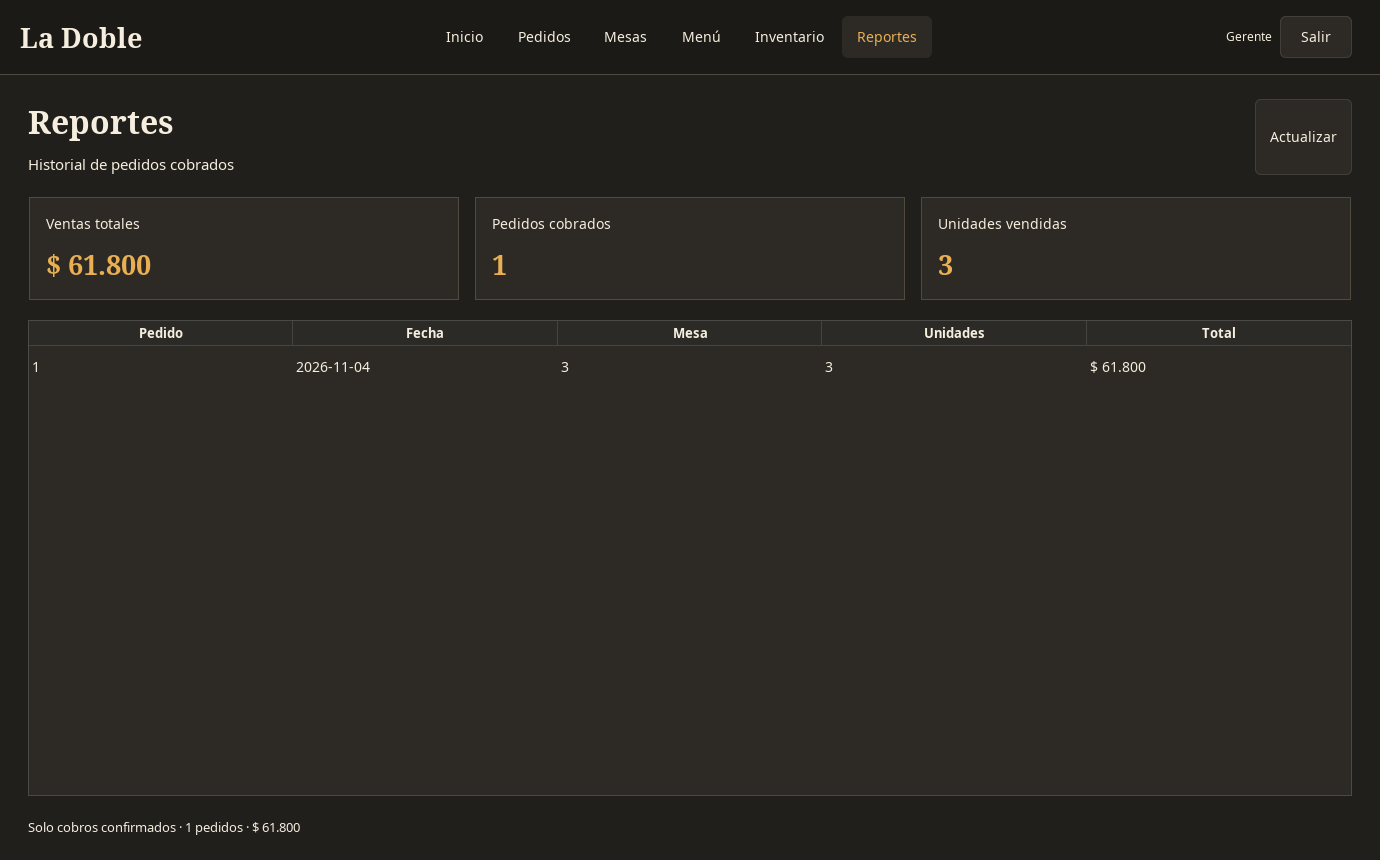 La Doble
Inicio Pedidos Mesas Menú Inventario Reportes
Gerente Salir
Reportes
Historial de pedidos cobrados
Actualizar
Ventas totales
$ 61.800
Pedidos cobrados
1
Unidades vendidas
3
Pedido Fecha Mesa Unidades Total
1 2026-11-04 3 3 $ 61.800
Solo cobros confirmados · 1 pedidos · $ 61.800